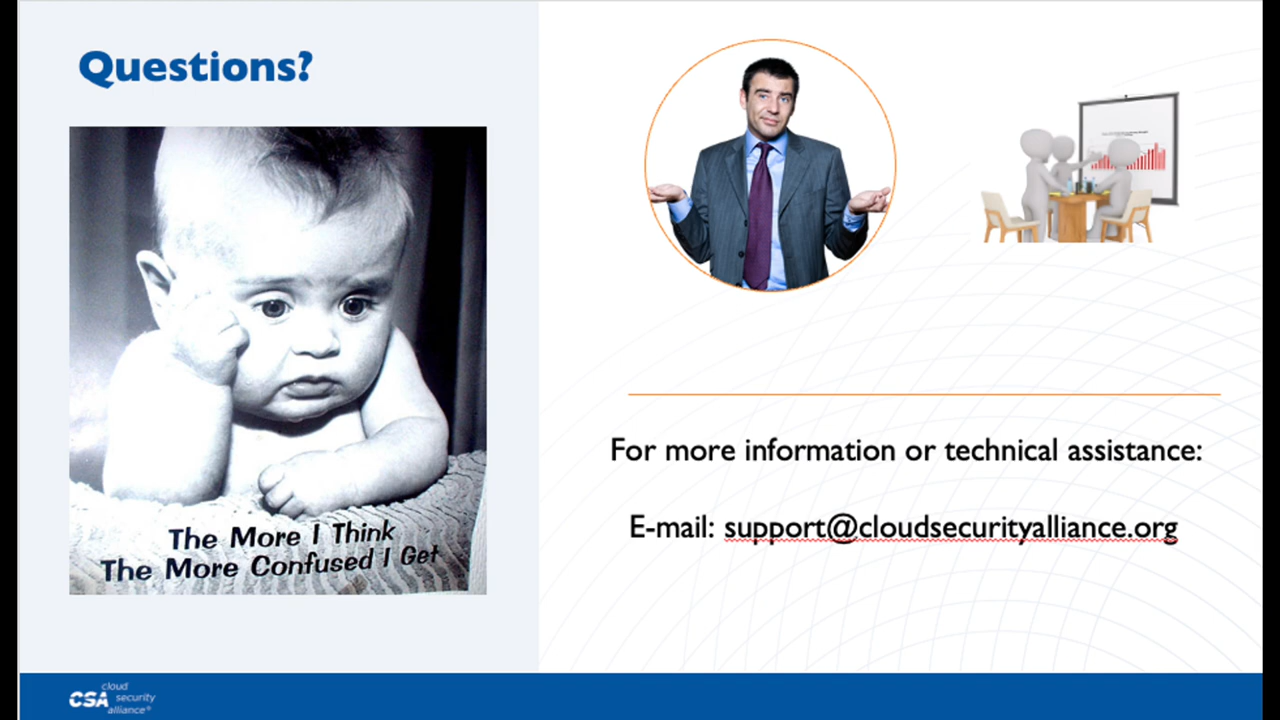 Questions?
The More I Think
The More Confused I Get
For more information or technical assistance:
E-mail: support@cloudsecurityalliance.org
CSA cloud
security
alliance®